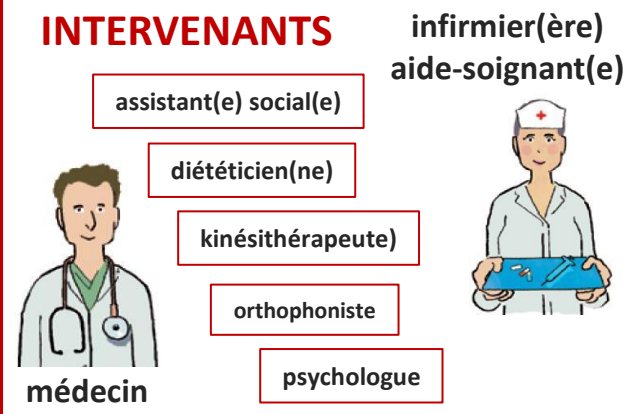 INTERVENANTS
infirmier(ère)
aide-soignant(e)
assistant(e) social(e)
diététicien(ne)
kinésithérapeute)
orthophoniste
psychologue
médecin